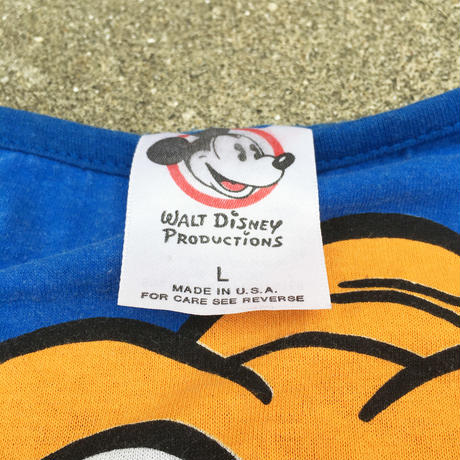 WALT DISNEY
PRODUCTIONS
L
MADE IN U.S.A.
FOR CARE SEE REVERSE